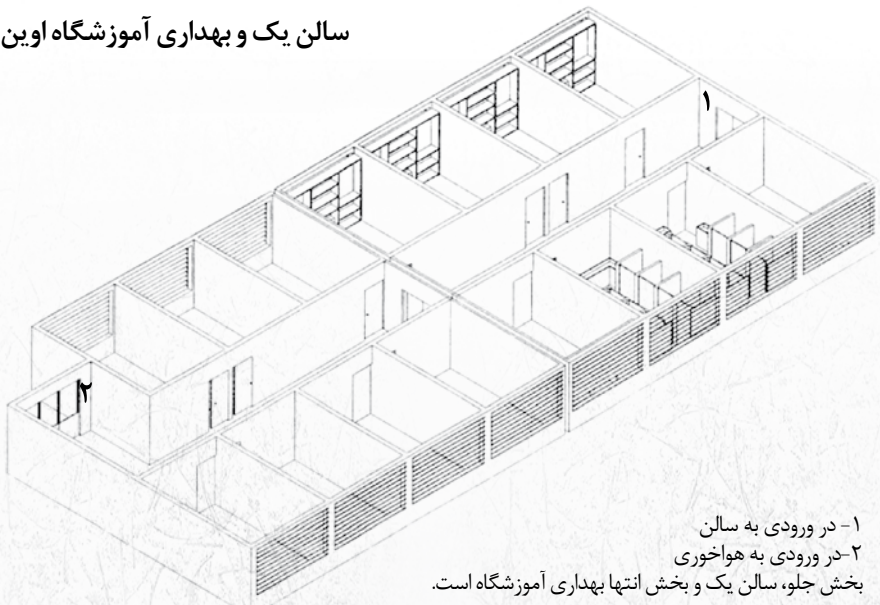 سالن یک و بهداری آموزشگاه اوین
۱
۲
۱- در ورودی به سالن
۲-در ورودی به هواخوری
بخش جلو، سالن یک و بخش انتها بهداری آموزشگاه است.